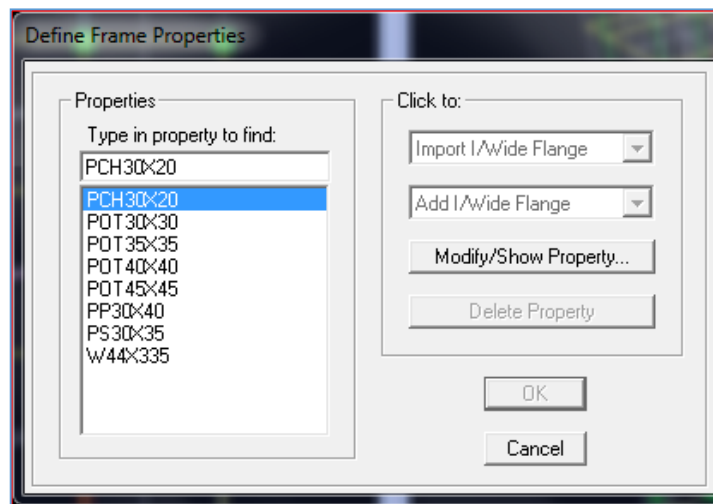 Define Frame Properties
Properties
Type in property to find:
PCH30X20
PCH30X20
POT30X30
POT35X35
POT40X40
POT45X45
PP30X40
PS30X35
W44X335
Click to:
Import I/Wide Flange
Add I/Wide Flange
Modify/Show Property...
Delete Property
OK
Cancel